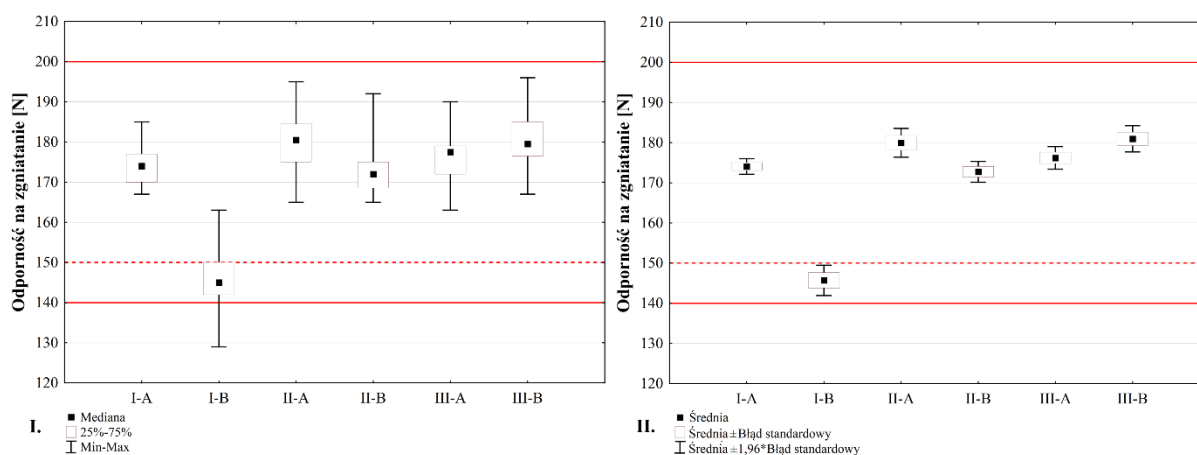 Odporność na zgniatanie [N]
210
200
190
180
170
160
150
140
130
120
I-A I-B II-A II-B III-A III-B
I.
Mediana
25%-75%
Min-Max
Odporność na zgniatanie [N]
210
200
190
180
170
160
150
140
130
120
I-A I-B II-A II-B III-A III-B
II.
Średnia
Średnia±Błąd standardowy
Średnia±1,96*Błąd standardowy